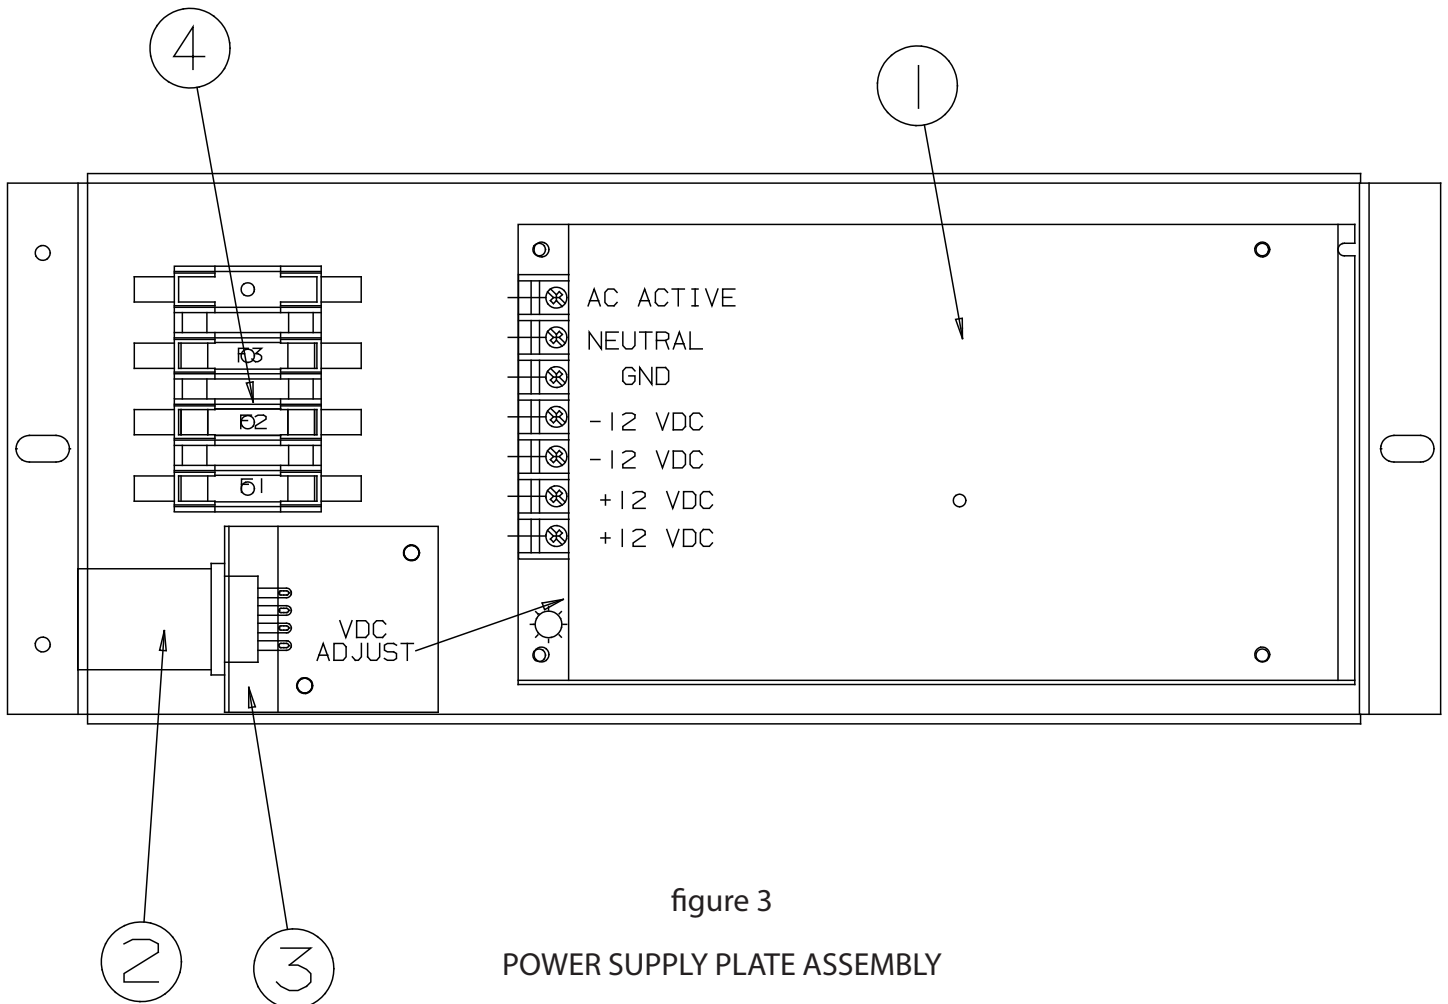 4
1
AC ACTIVE
NEUTRAL
GND
F3
-12 VDC
F2
-12 VDC
F1
+12 VDC
+12 VDC
VDC
ADJUST
2
3
figure 3
POWER SUPPLY PLATE ASSEMBLY